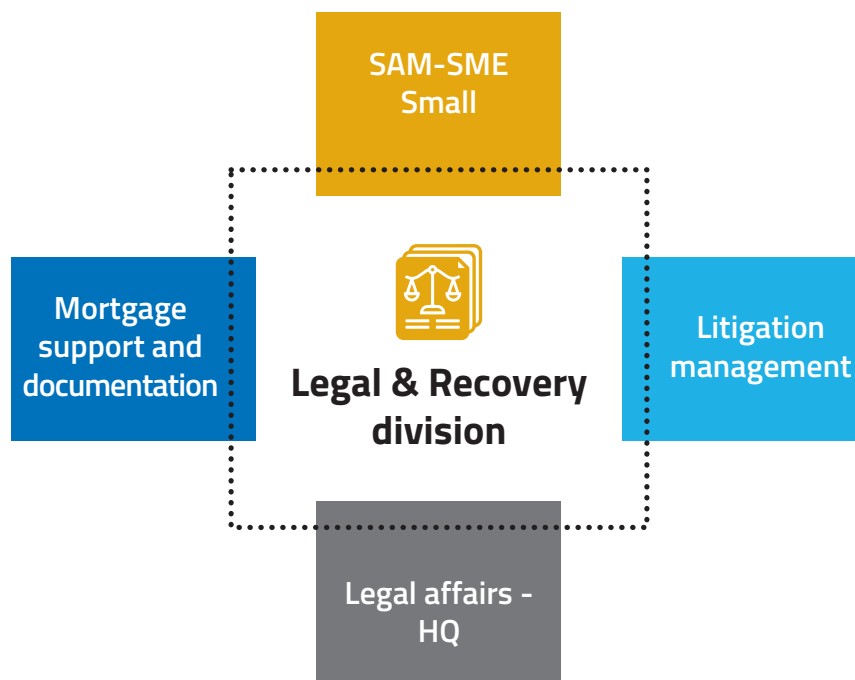 SAM-SME
Small
Mortgage
support and
documentation
Legal & Recovery
division
Litigation
management
Legal affairs -
HQ